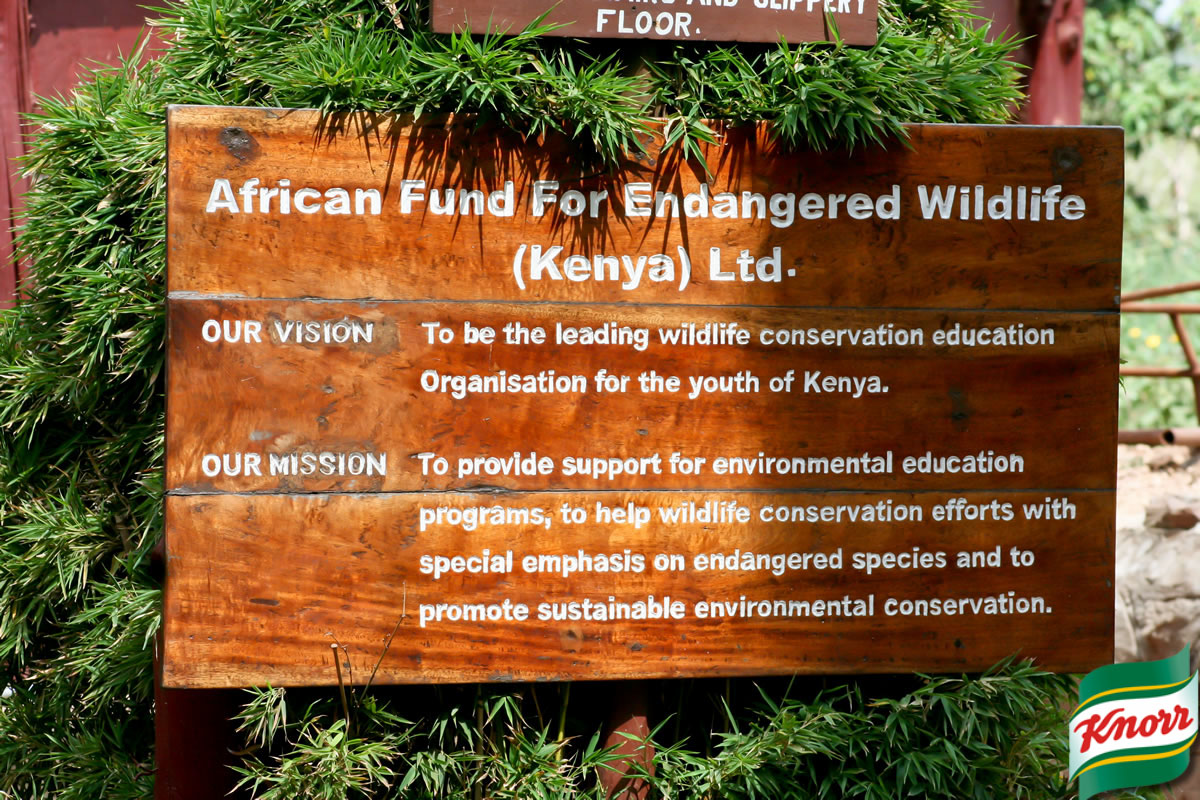 AND SLIPPERY
FLOOR.
African Fund For Endangered Wildlife
(Kenya) Ltd.
OUR VISION To be the leading wildlife conservation education
Organisation for the youth of Kenya.
OUR MISSION To provide support for environmental education
programs, to help wildlife conservation efforts with
special emphasis on endangered species and to
promote sustainable environmental conservation.
Knorr